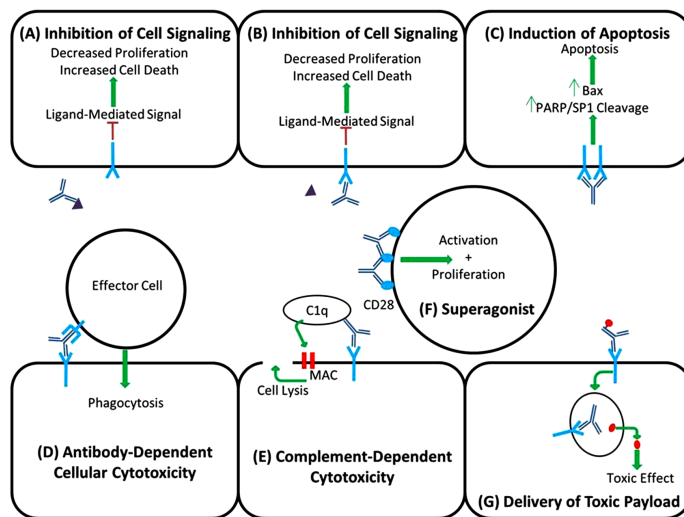 (A) Inhibition of Cell Signaling
Decreased Proliferation
Increased Cell Death
Ligand-Mediated Signal
(B) Inhibition of Cell Signaling
Decreased Proliferation
Increased Cell Death
Ligand-Mediated Signal
(C) Induction of Apoptosis
Apoptosis
Bax
PARP/SP1 Cleavage
Effector Cell
Phagocytosis
(D) Antibody-Dependent
Cellular Cytotoxicity
C1q
MAC
Cell Lysis
(E) Complement-Dependent
Cytotoxicity
Activation
+
Proliferation
CD28
(F) Superagonist
Toxic Effect
(G) Delivery of Toxic Payload